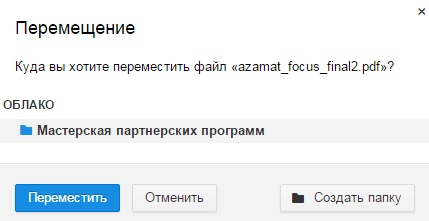 Перемещение
Куда вы хотите переместить файл «azamat_focus_final2.pdf»?
ОБЛАКО
Мастерская партнерских программ
Переместить
Отменить
Создать папку